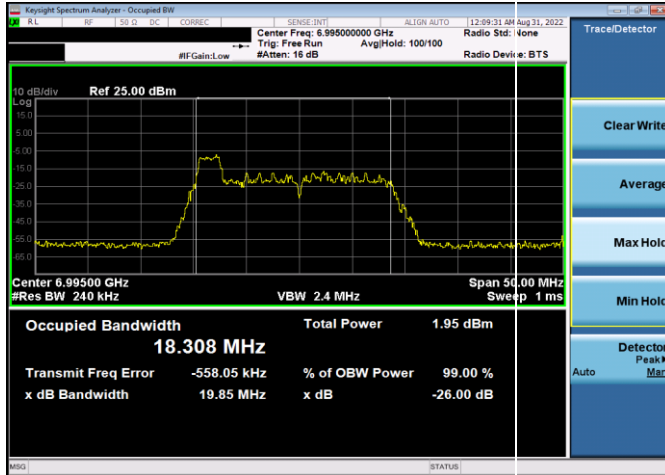 Keysight Spectrum Analyzer - Occupied BW
RL RF 50 Ω DC CORREC SENSE:INT ALIGN AUTO 12:09:31 AM Aug 31, 2022
Center Freq: 6.995000000 GHz Radio Std: None
Trig: Free Run Avg|Hold: 100/100
#IFGain:Low #Atten: 16 dB Radio Device: BTS
10 dB/div Ref 25.00 dBm
Log
15.0
5.00
-5.00
-15.0
-25.0
-35.0
-45.0
-55.0
-65.0
Center 6.99500 GHz Span 50.00 MHz
#Res BW 240 kHz VBW 2.4 MHz Sweep 1 ms
Occupied Bandwidth Total Power 1.95 dBm
18.308 MHz
Transmit Freq Error -558.05 kHz % of OBW Power 99.00 %
x dB Bandwidth 19.85 MHz x dB -26.00 dB
MSG STATUS
Trace/Detector
Clear Write
Average
Max Hold
Min Hold
Detector
Peak
Auto Man